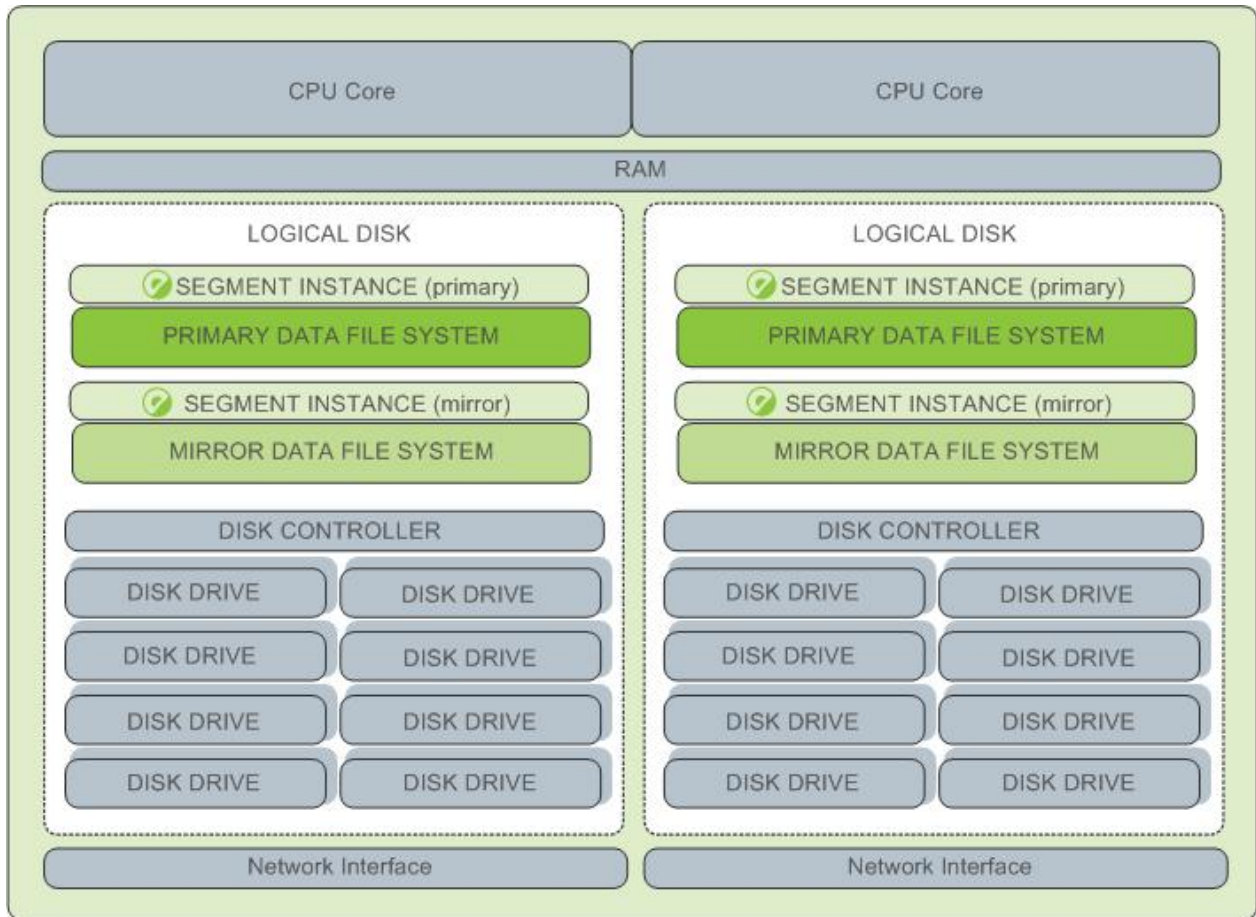 CPU Core
CPU Core
RAM
LOGICAL DISK
SEGMENT INSTANCE (primary)
PRIMARY DATA FILE SYSTEM
SEGMENT INSTANCE (mirror)
MIRROR DATA FILE SYSTEM
DISK CONTROLLER
DISK DRIVE
DISK DRIVE
DISK DRIVE
DISK DRIVE
DISK DRIVE
DISK DRIVE
DISK DRIVE
DISK DRIVE
LOGICAL DISK
SEGMENT INSTANCE (primary)
PRIMARY DATA FILE SYSTEM
SEGMENT INSTANCE (mirror)
MIRROR DATA FILE SYSTEM
DISK CONTROLLER
DISK DRIVE
DISK DRIVE
DISK DRIVE
DISK DRIVE
DISK DRIVE
DISK DRIVE
DISK DRIVE
DISK DRIVE
Network Interface
Network Interface